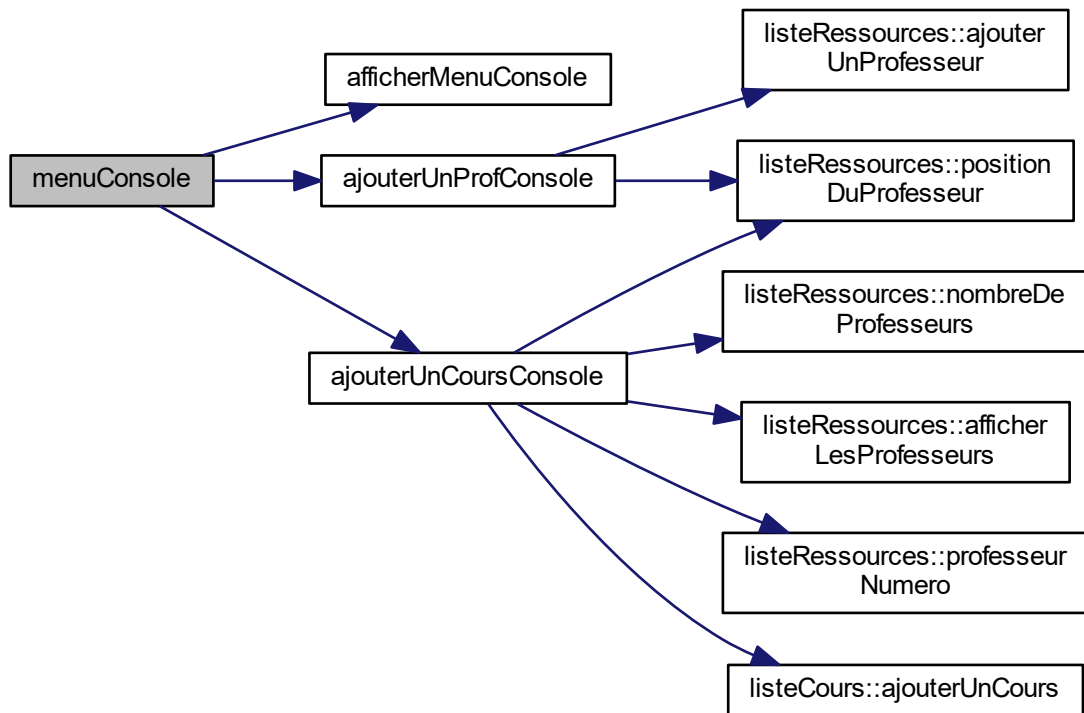 menuConsole
afficherMenuConsole
ajouterUnProfConsole
ajouterUnCoursConsole
listeRessources::ajouter
UnProfesseur
listeRessources::position
DuProfesseur
listeRessources::nombreDe
Professeurs
listeRessources::afficher
LesProfesseurs
listeRessources::professeur
Numero
listeCours::ajouterUnCours